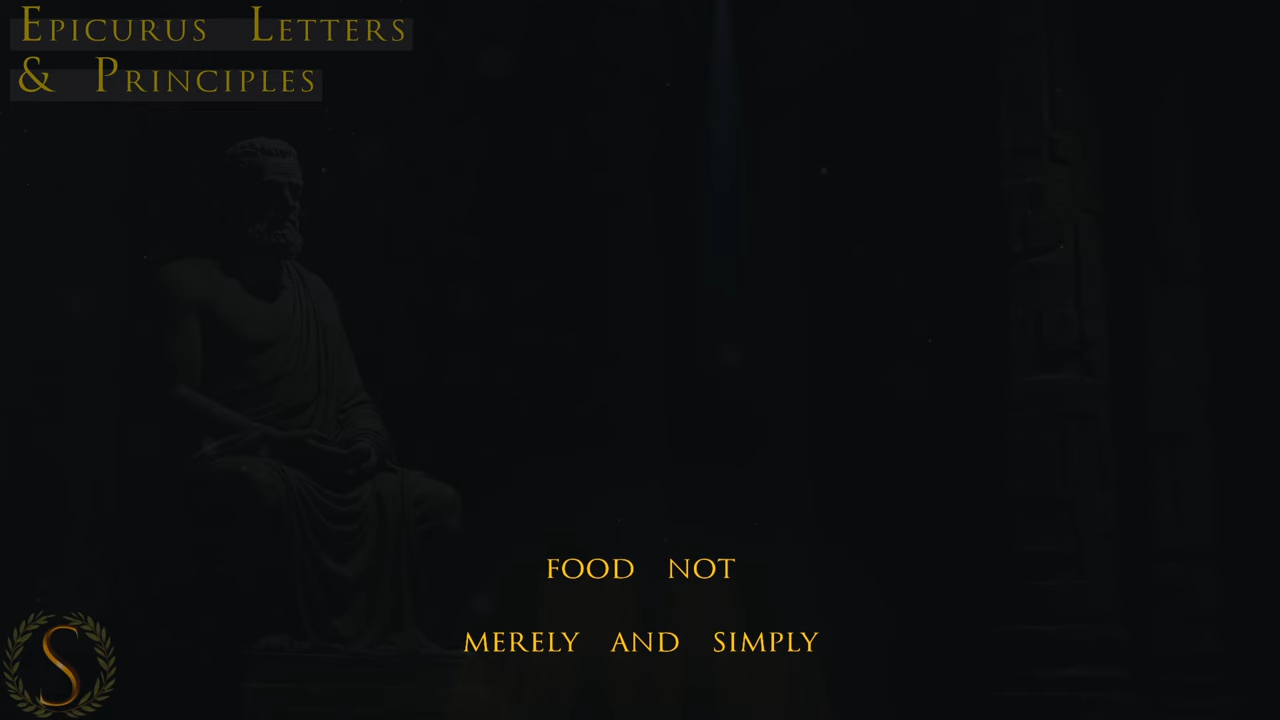 Epicurus Letters
& Principles
FOOD NOT
MERELY AND SIMPLY
S